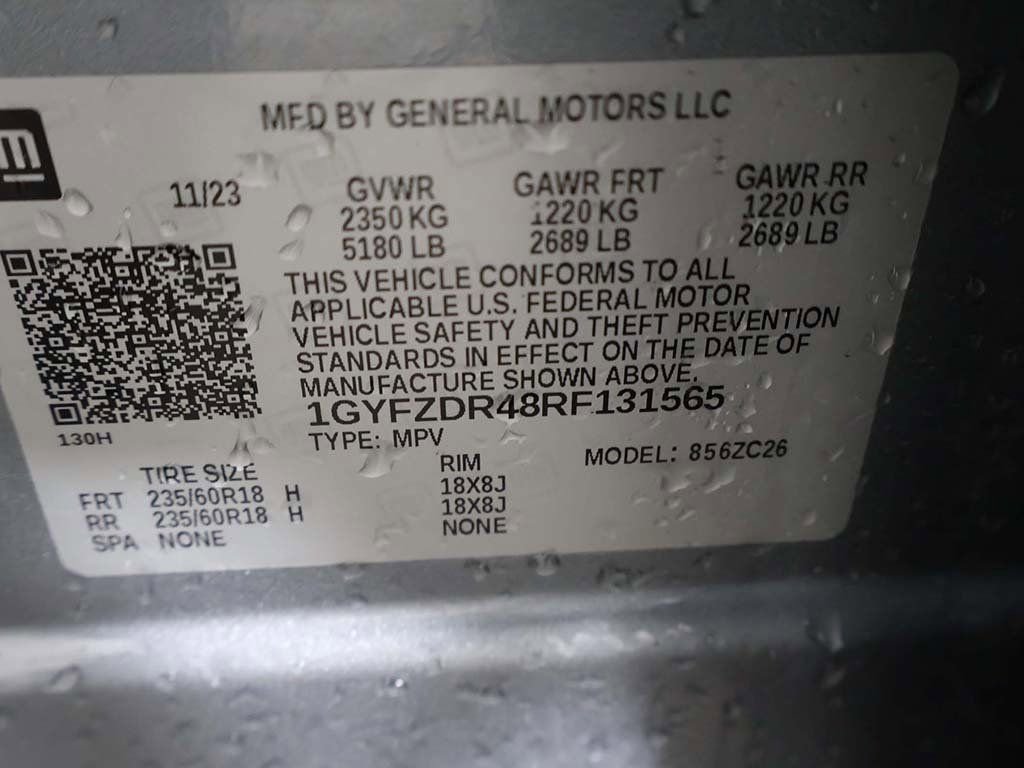 MFD BY GENERAL MOTORS LLC
11/23 GVWR GAWR FRT GAWR RR
2350 KG 1220 KG 1220 KG
5180 LB 2689 LB 2689 LB
THIS VEHICLE CONFORMS TO ALL
APPLICABLE U.S. FEDERAL MOTOR
VEHICLE SAFETY AND THEFT PREVENTION
STANDARDS IN EFFECT ON THE DATE OF
MANUFACTURE SHOWN ABOVE.
1GYFZDR48RF131565
130H TYPE: MPV MODEL: 856ZC26
TIRE SIZE RIM
FRT 235/60R18 H 18X8J
RR 235/60R18 H 18X8J
SPA NONE NONE